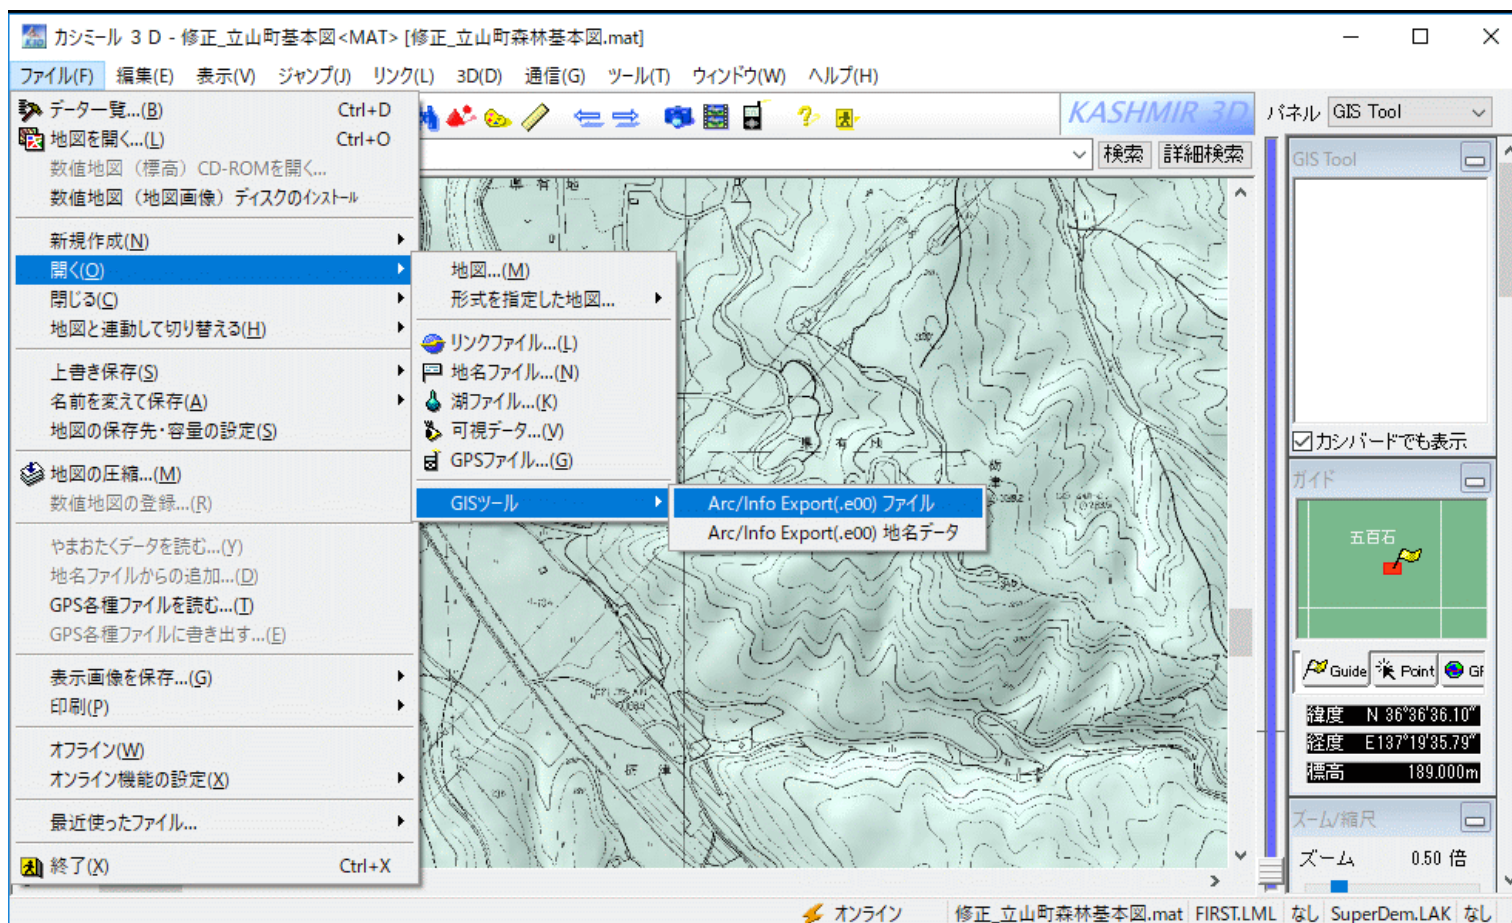 カシミール 3D - 修正_立山町基本図<MAT> [修正_立山町森林基本図.mat]
ファイル(F) 編集(E) 表示(V) ジャンプ(J) リンク(L) 3D(D) 通信(G) ツール(T) ウィンドウ(W) ヘルプ(H)
データ一覧...(B) Ctrl+D
地図を開く...(L) Ctrl+O
数値地図（標高）CD-ROMを開く...
数値地図（地図画像）ディスクのインストール
新規作成(N)
開く(O)
閉じる(C)
地図と連動して切り替える(H)
上書き保存(S)
名前を変えて保存(A)
地図の保存先・容量の設定(S)
地図の圧縮...(M)
数値地図の登録...(R)
やまおたくデータを読む...(Y)
地名ファイルからの追加...(D)
GPS各種ファイルを読む...(T)
GPS各種ファイルに書き出す...(E)
表示画像を保存...(G)
印刷(P)
オフライン(W)
オンライン機能の設定(X)
最近使ったファイル...
終了(X) Ctrl+X
地図...(M)
形式を指定した地図...
リンクファイル...(L)
地名ファイル...(N)
湖ファイル...(K)
可視データ...(V)
GPSファイル...(G)
GISツール
Arc/Info Export(.e00) ファイル
Arc/Info Export(.e00) 地名データ
KASHMIR 3D
検索 詳細検索
県有地
県有地
栃津
栃津
パネル GIS Tool
GIS Tool
カシバードでも表示
ガイド
五百石
Guide Point GF
緯度 N 36°36'36.10"
経度 E137°19'35.79"
標高 189.000m
ズーム/縮尺
ズーム 0.50 倍
オンライン 修正_立山町森林基本図.mat FIRST.LML なし SuperDem.LAK なし